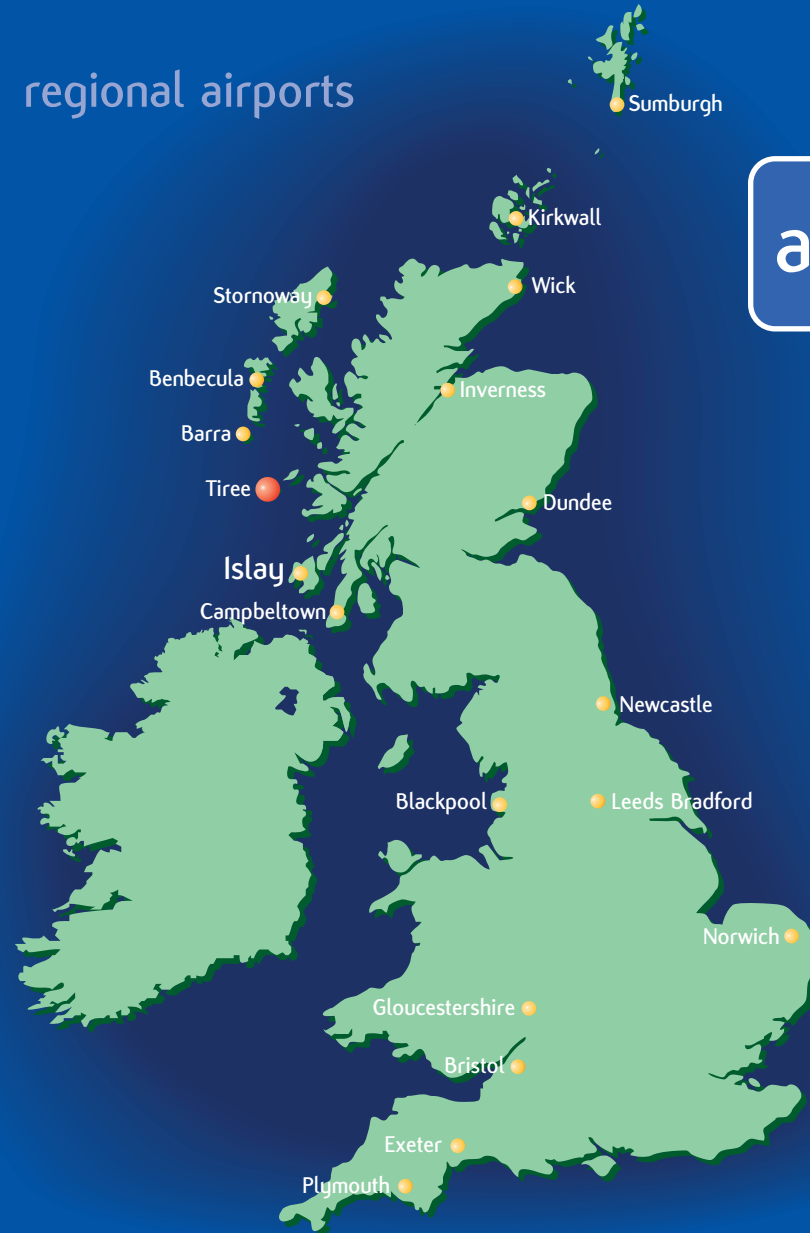 regional airports
Sumburgh
a
Kirkwall
Wick
Stornoway
Benbecula
Inverness
Barra
Tiree
Dundee
Islay
Campbeltown
Newcastle
Blackpool
Leeds Bradford
Norwich
Gloucestershire
Bristol
Exeter
Plymouth